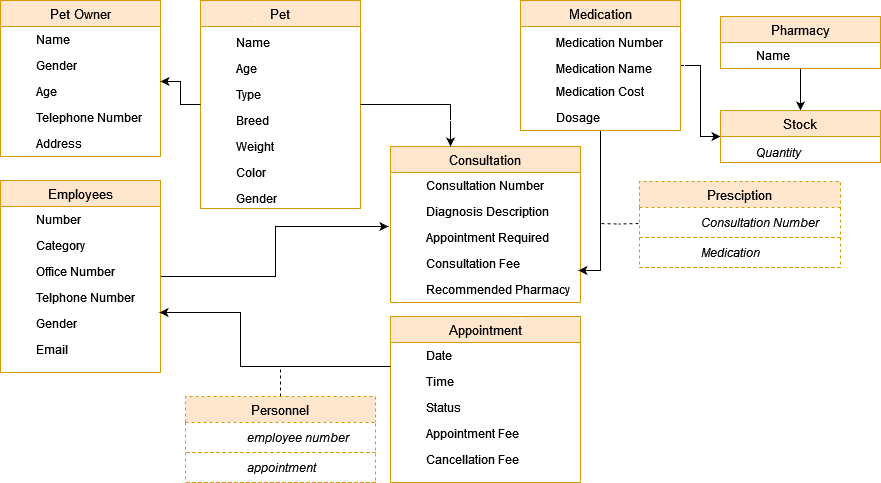 Pet Owner
Name
Gender
Age
Telephone Number
Address
Pet
Name
Age
Type
Breed
Weight
Color
Gender
Medication
Medication Number
Medication Name
Medication Cost
Dosage
Pharmacy
Name
Stock
Quantity
Employees
Number
Category
Office Number
Telphone Number
Gender
Email
Consultation
Consultation Number
Diagnosis Description
Appointment Required
Consultation Fee
Recommended Pharmacy
Presciption
Consultation Number
Medication
Personnel
employee number
appointment
Appointment
Date
Time
Status
Appointment Fee
Cancellation Fee